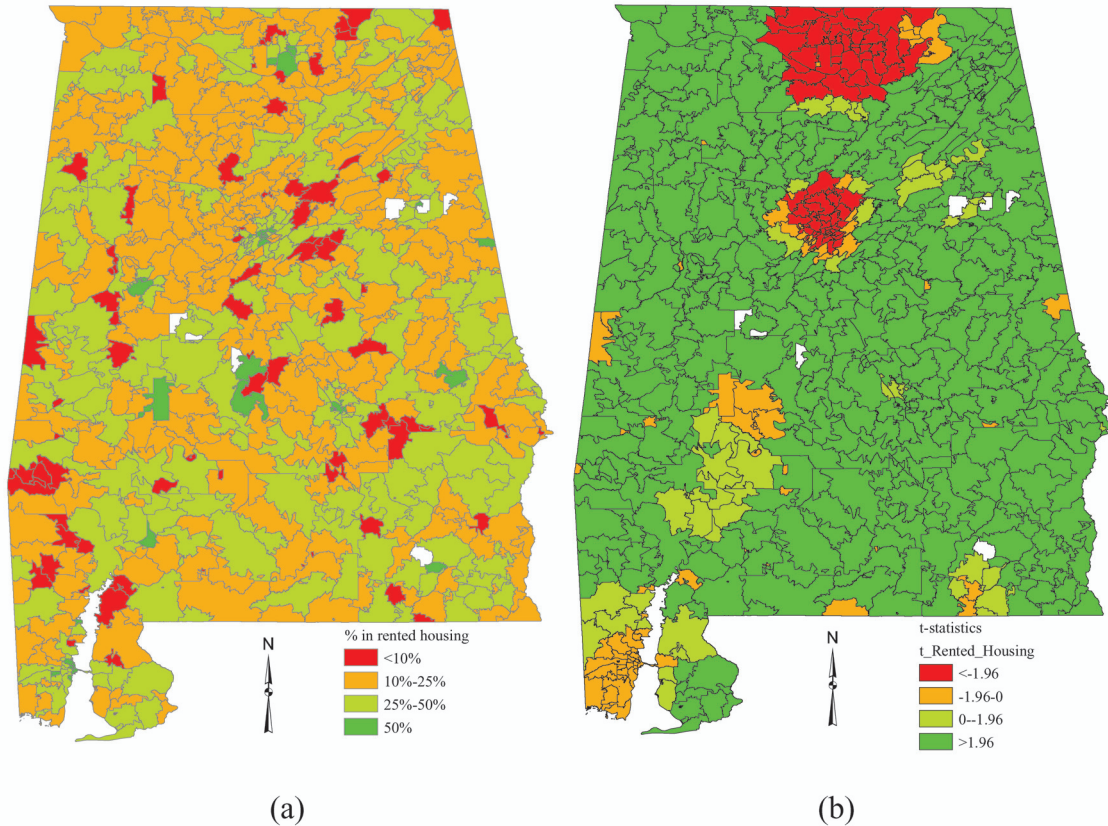 N
% in rented housing
<10%
10%-25%
25%-50%
50%
(a)
N
t-statistics
t_Rented_Housing
<-1.96
-1.96-0
0--1.96
>1.96
(b)